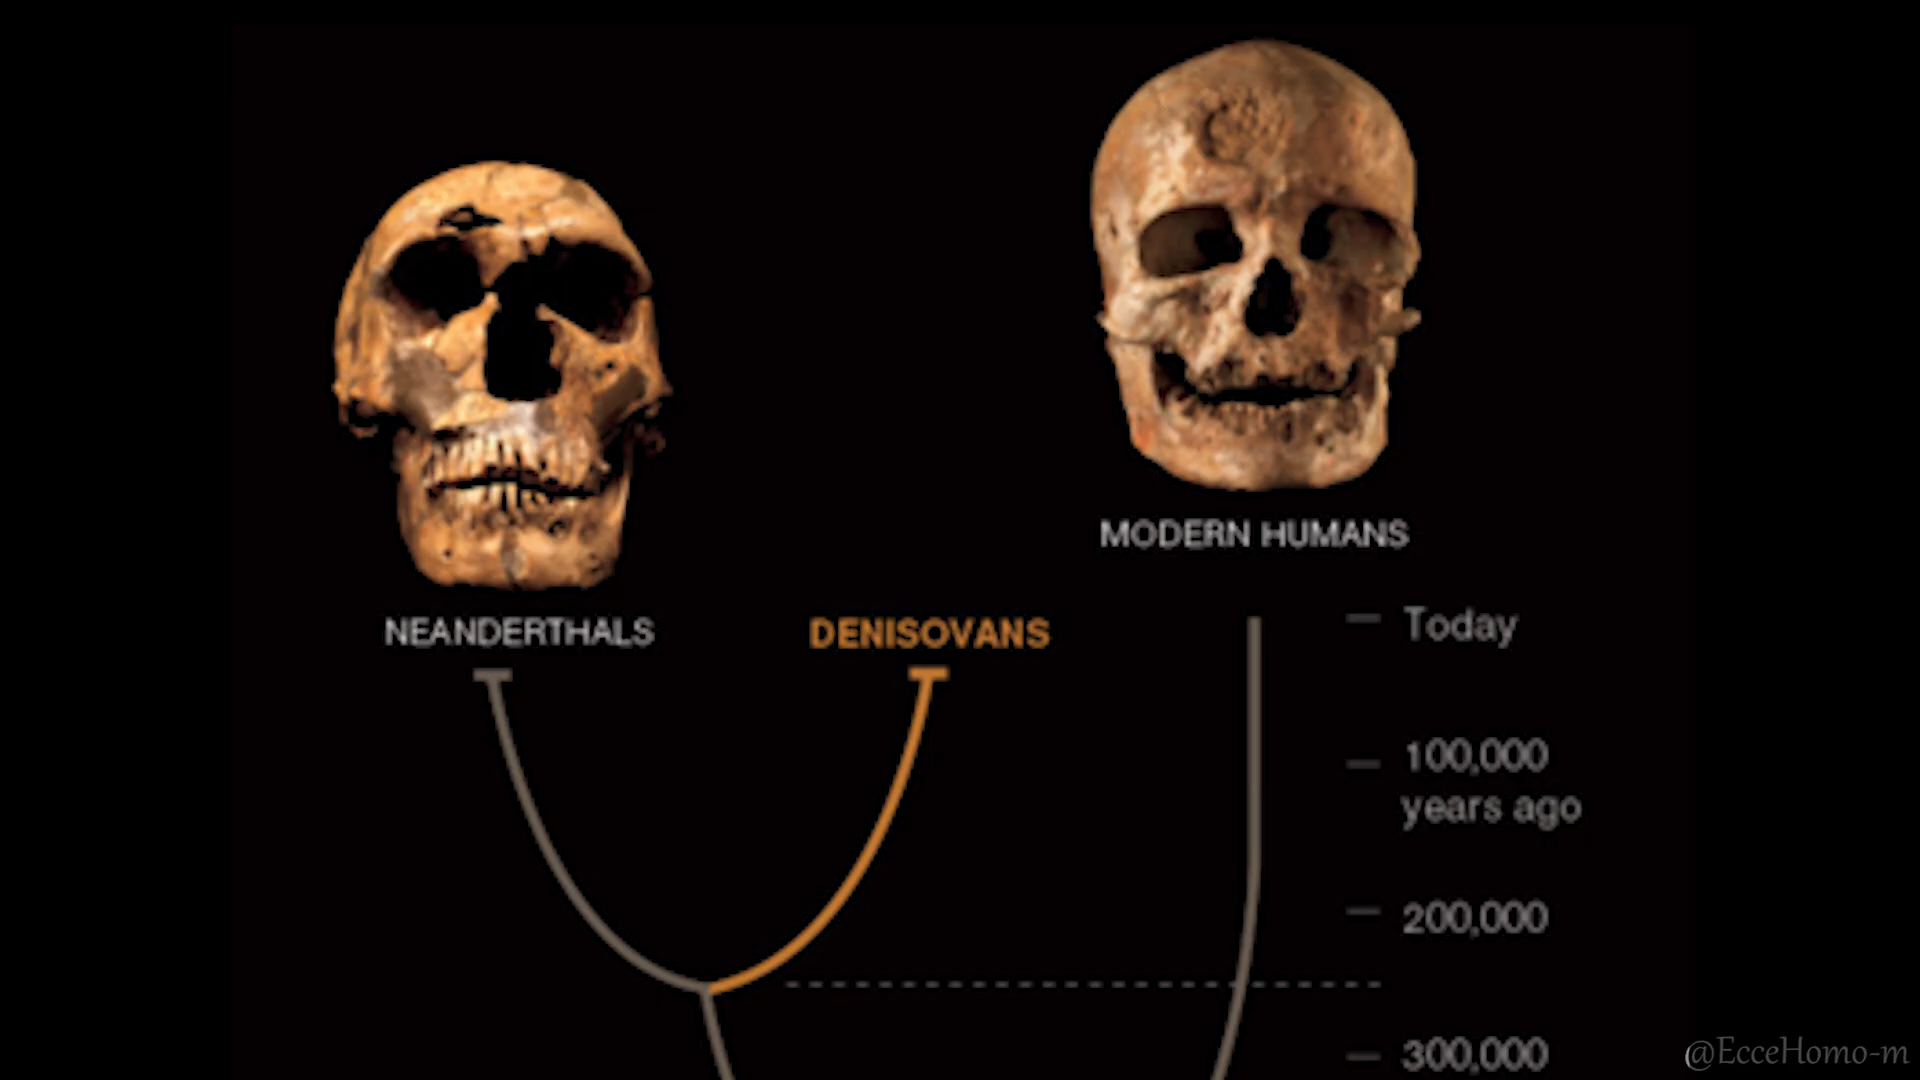 MODERN HUMANS
NEANDERTHALS
DENISOVANS
Today
100,000
years ago
200,000
300,000
@EcceHomo-m